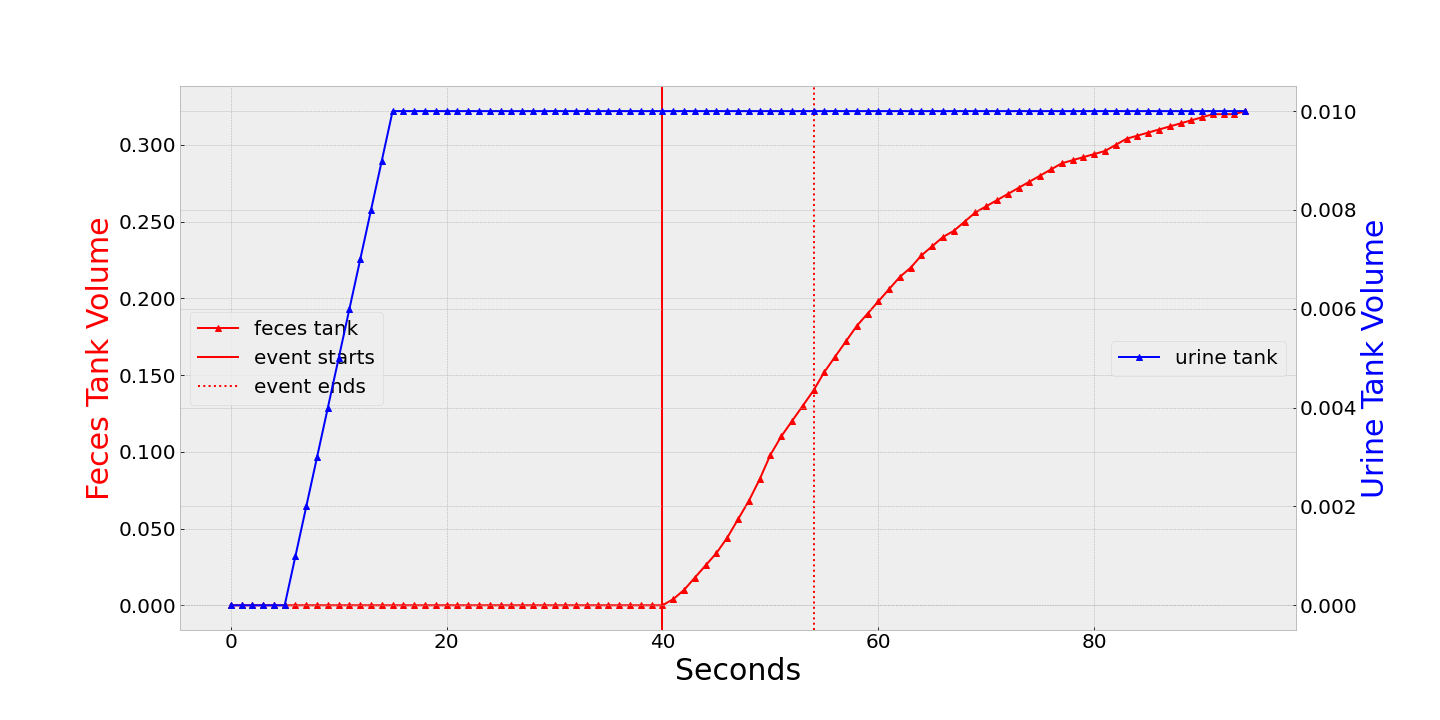 Feces Tank Volume
0.300
0.250
0.200
0.150
0.100
0.050
0.000
feces tank
event starts
event ends
urine tank
0.010
0.008
0.006
0.004
0.002
0.000
Urine Tank Volume
0 20 40 60 80
Seconds